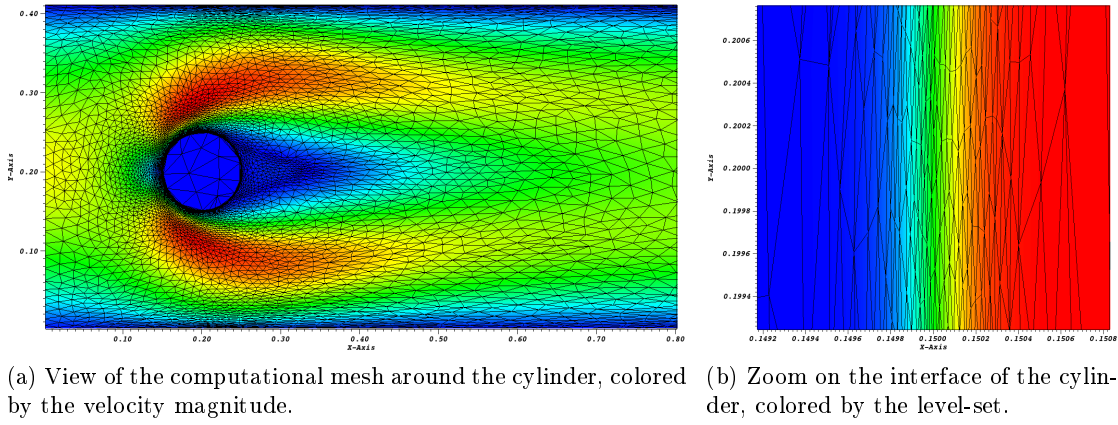 0.40
0.30
0.20
0.10
Y-Axis
0.10 0.20 0.30 0.40 0.50 0.60 0.70 0.80
X-Axis
0.2006
0.2004
0.2002
0.2000
0.1998
0.1996
0.1994
Y-Axis
0.1492 0.1494 0.1496 0.1498 0.1500 0.1502 0.1504 0.1506 0.1508
X-Axis
(a) View of the computational mesh around the cylinder, colored
by the velocity magnitude.
(b) Zoom on the interface of the cylin-
der, colored by the level-set.